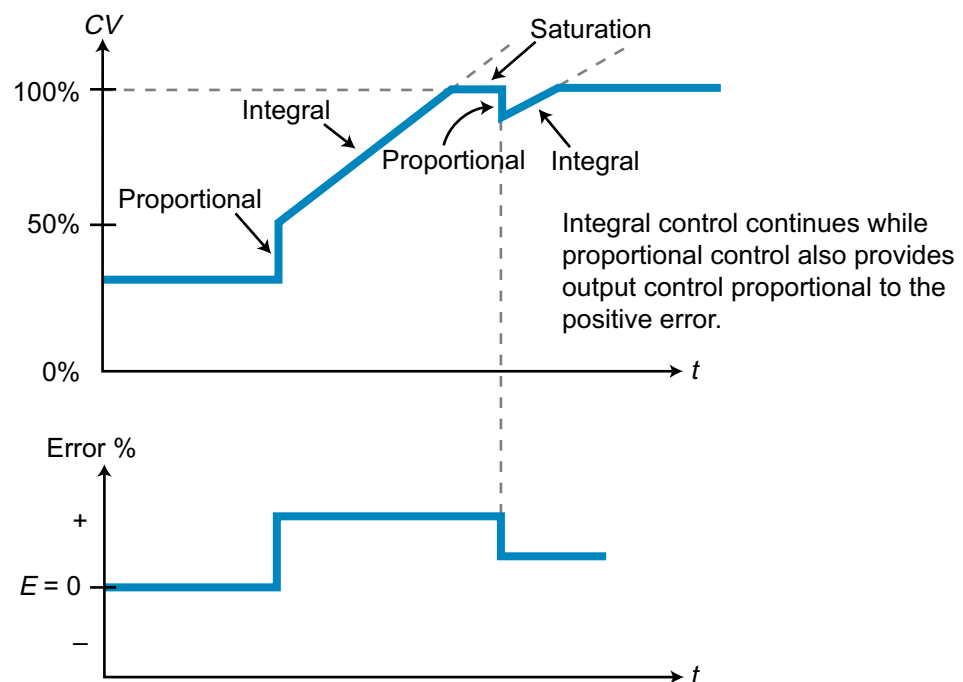 CV
Saturation
100%
Integral
Proportional
Integral
Proportional
50%
Integral control continues while
proportional control also provides
output control proportional to the
positive error.
0%
t
Error %
+
E = 0
–
t